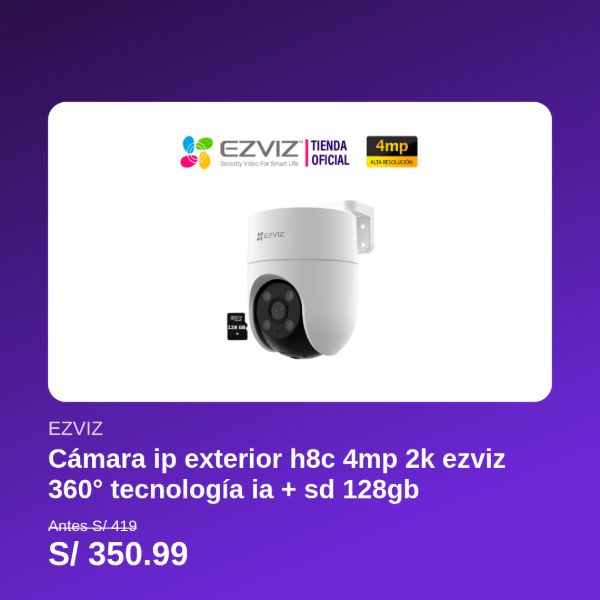 EZVIZ
Security Video For Smart Life
TIENDA
OFICIAL
4mp
ALTA RESOLUCIÓN
EZVIZ
128 GB
EZVIZ
Cámara ip exterior h8c 4mp 2k ezviz
360° tecnología ia + sd 128gb
Antes S/ 419
S/ 350.99